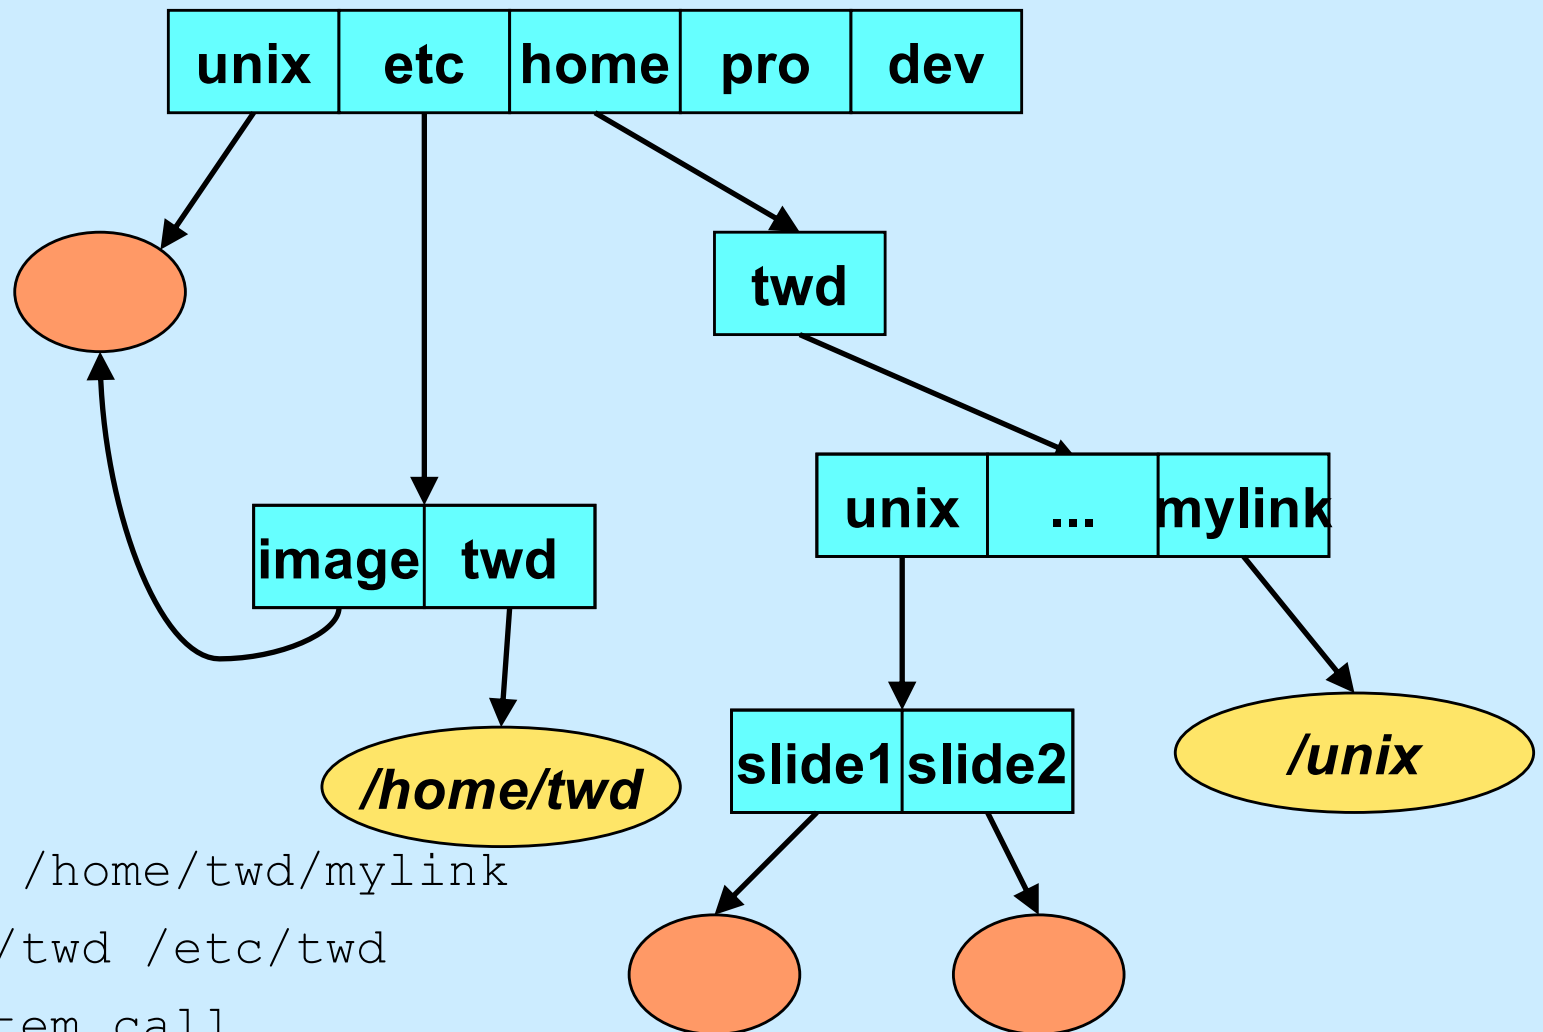 unix etc home pro dev
twd
unix ... mylink
image twd
slide1 slide2
/unix
/home/twd
/home/twd/mylink
/twd /etc/twd
call